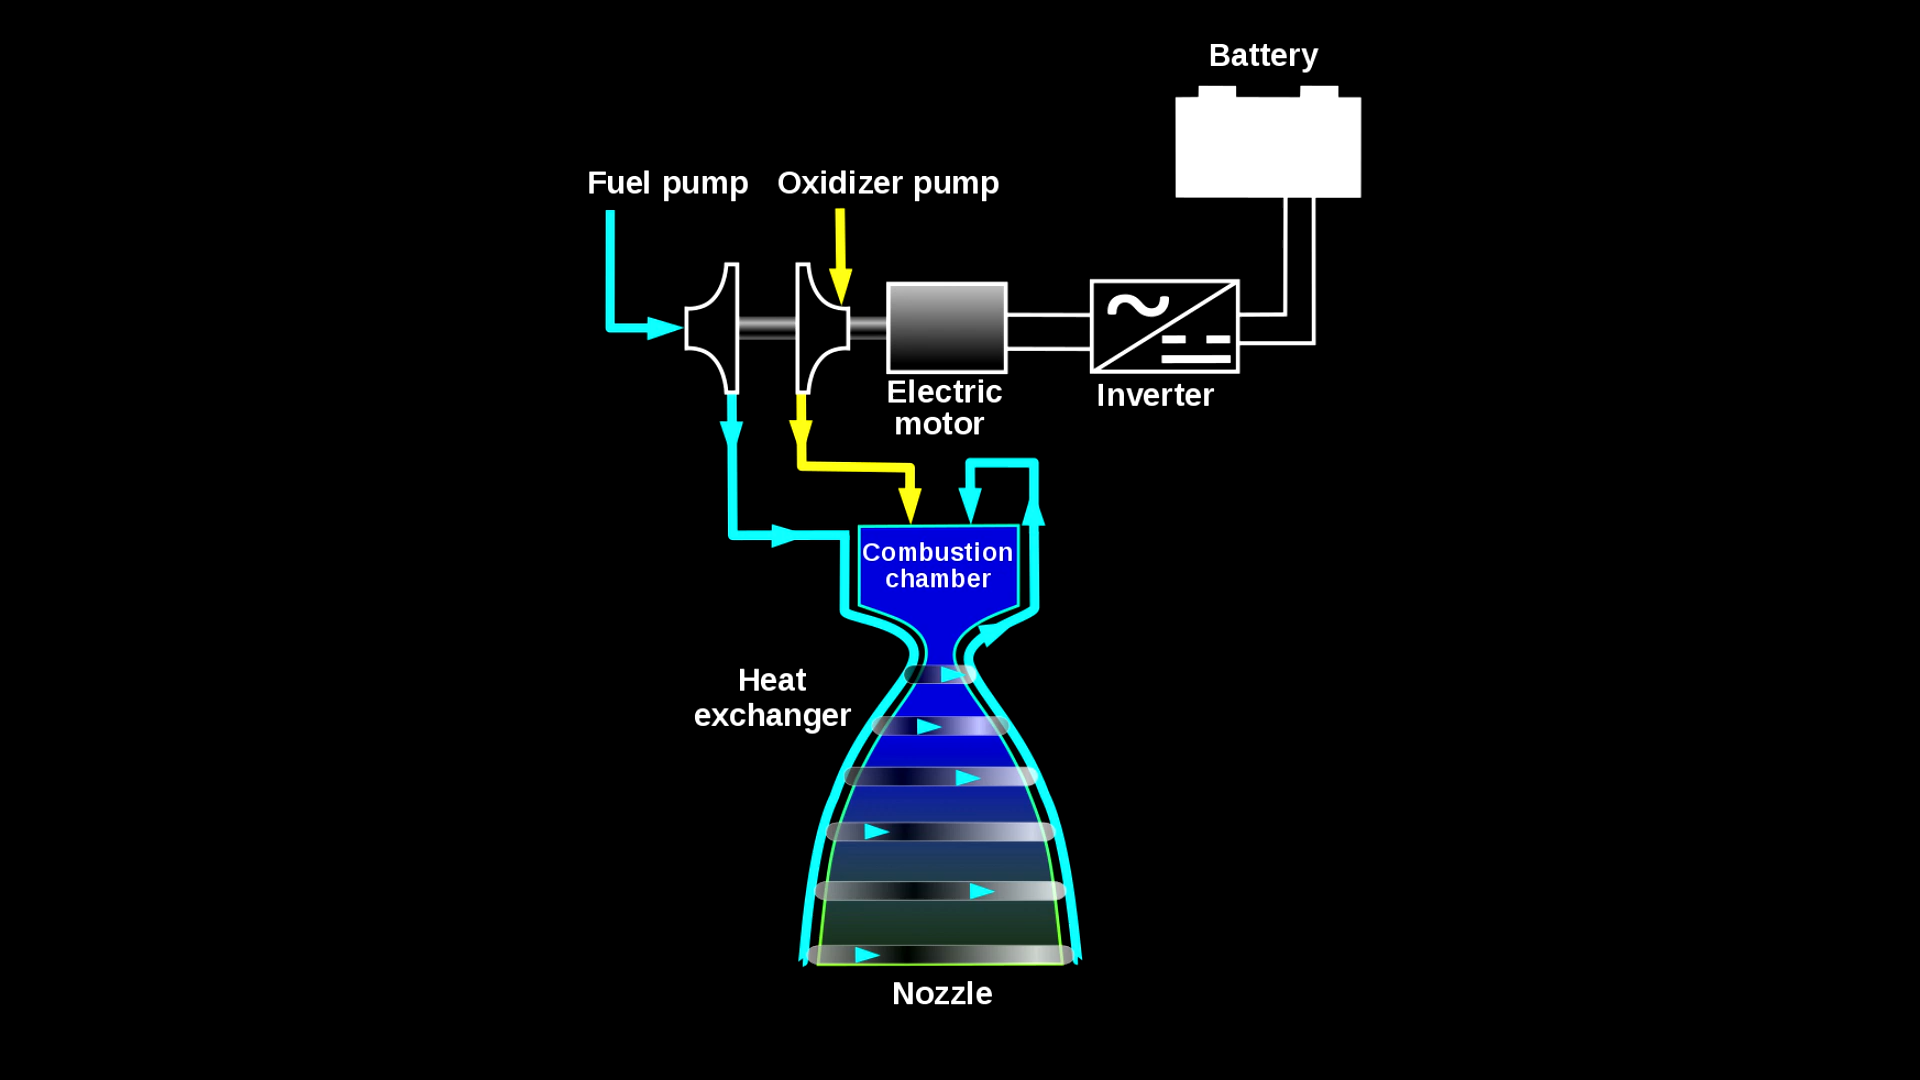 Battery
Fuel pump
Oxidizer pump
Electric
motor
Inverter
Combustion
chamber
Heat
exchanger
Nozzle